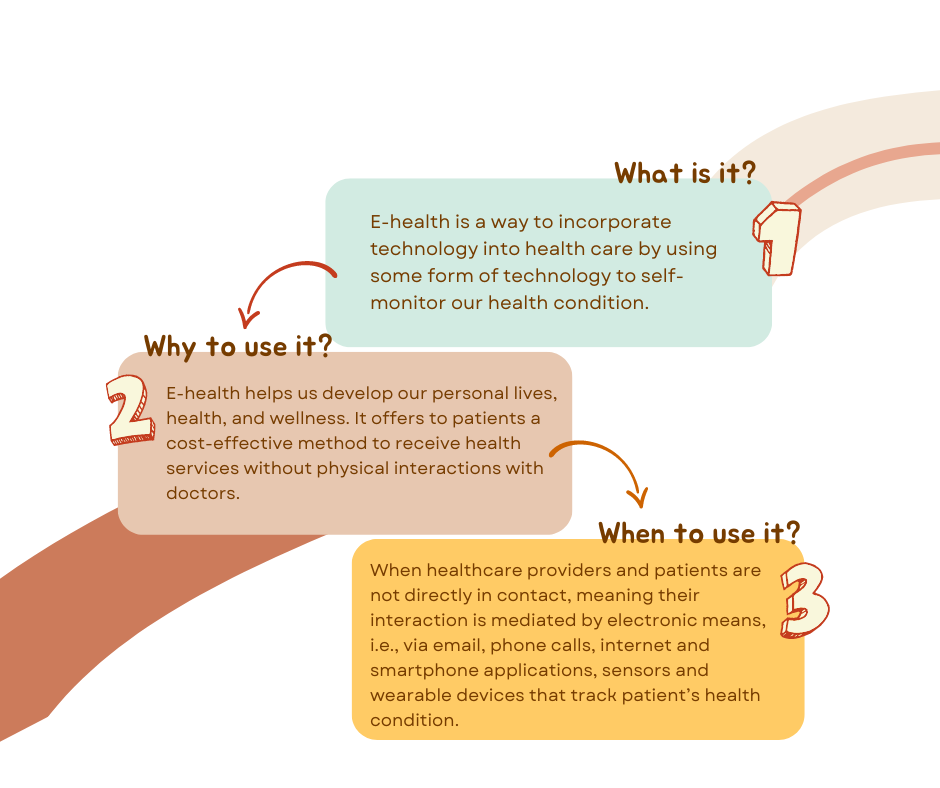 What is it?
1
E-health is a way to incorporate
technology into health care by using
some form of technology to self-
monitor our health condition.
Why to use it?
2
E-health helps us develop our personal lives,
health, and wellness. It offers to patients a
cost-effective method to receive health
services without physical interactions with
doctors.
When to use it?
3
When healthcare providers and patients are
not directly in contact, meaning their
interaction is mediated by electronic means,
i.e., via email, phone calls, internet and
smartphone applications, sensors and
wearable devices that track patient’s health
condition.